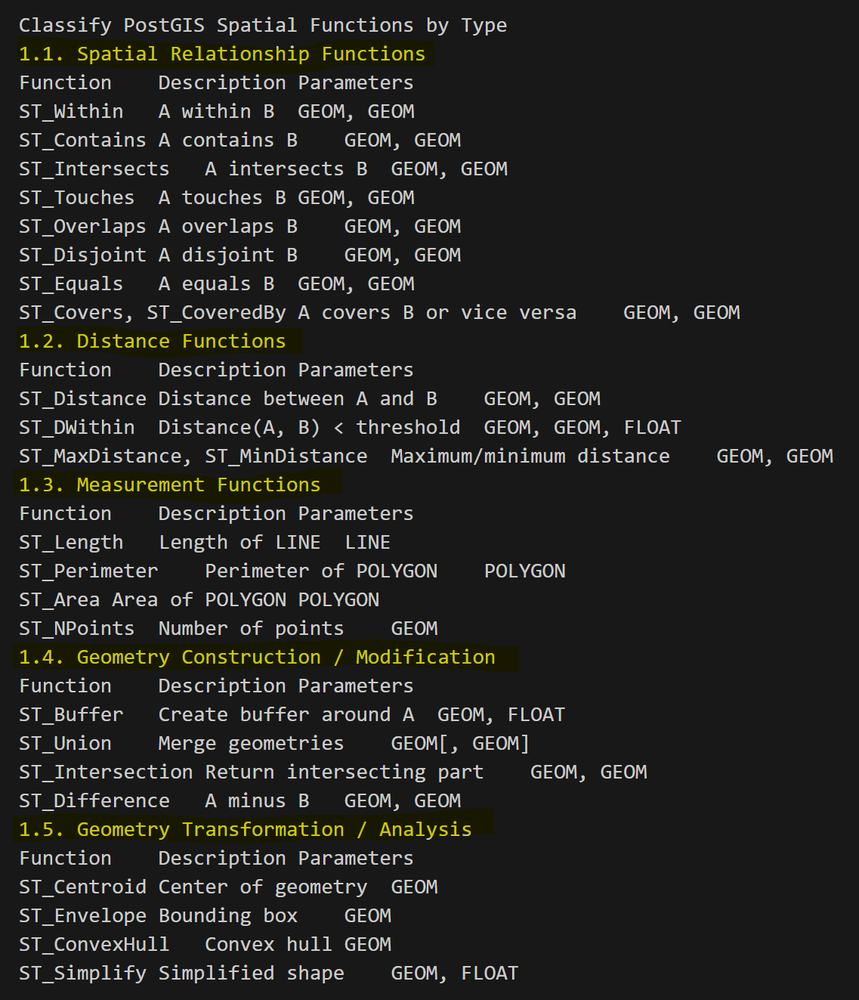 Classify PostGIS Spatial Functions by Type
1.1. Spatial Relationship Functions
Function    Description Parameters
ST_Within   A within B  GEOM, GEOM
ST_Contains A contains B    GEOM, GEOM
ST_Intersects   A intersects B  GEOM, GEOM
ST_Touches  A touches B GEOM, GEOM
ST_Overlaps A overlaps B    GEOM, GEOM
ST_Disjoint A disjoint B    GEOM, GEOM
ST_Equals   A equals B  GEOM, GEOM
ST_Covers, ST_CoveredBy A covers B or vice versa    GEOM, GEOM
1.2. Distance Functions
Function    Description Parameters
ST_Distance Distance between A and B    GEOM, GEOM
ST_DWithin  Distance(A, B) < threshold  GEOM, GEOM, FLOAT
ST_MaxDistance, ST_MinDistance  Maximum/minimum distance    GEOM, GEOM
1.3. Measurement Functions
Function    Description Parameters
ST_Length   Length of LINE  LINE
ST_Perimeter    Perimeter of POLYGON    POLYGON
ST_Area Area of POLYGON POLYGON
ST_NPoints  Number of points    GEOM
1.4. Geometry Construction / Modification
Function    Description Parameters
ST_Buffer   Create buffer around A  GEOM, FLOAT
ST_Union    Merge geometries    GEOM[, GEOM]
ST_Intersection Return intersecting part    GEOM, GEOM
ST_Difference   A minus B   GEOM, GEOM
1.5. Geometry Transformation / Analysis
Function    Description Parameters
ST_Centroid Center of geometry  GEOM
ST_Envelope Bounding box    GEOM
ST_ConvexHull   Convex hull GEOM
ST_Simplify Simplified shape    GEOM, FLOAT